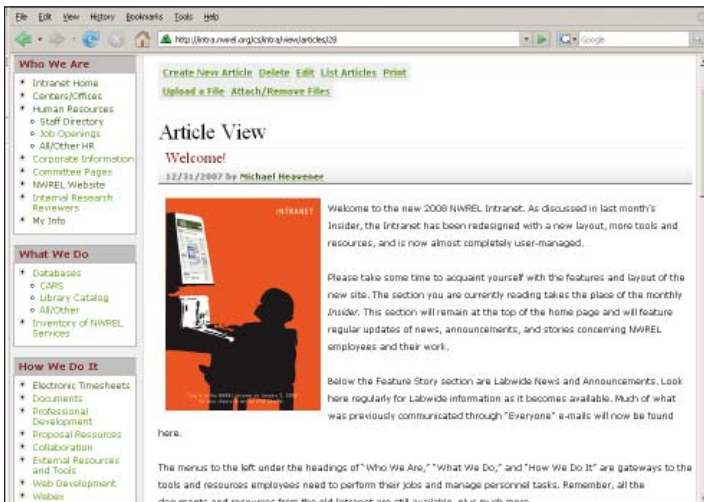 File Edit View History Bookmarks Tools Help
http://intra.nwrel.org/cs/intra/view/articles/28
Google
Who We Are
Intranet Home
Centers/Offices
Human Resources
Staff Directory
Job Openings
All/Other HR
Corporate Information
Committee Pages
NWREL Website
Internal Research
Reviewers
My Info
What We Do
Databases
CARS
Library Catalog
All/Other
Inventory of NWREL
Services
How We Do It
Electronic Timesheets
Documents
Professional
Development
Proposal Resources
Collaboration
External Resources
and Tools
Web Development
Webex
Create New Article Delete Edit List Articles Print
Upload a File Attach/Remove Files
Article View
Welcome!
12/31/2007 by Michael Heavener
INTRANET
Welcome to the new 2008 NWREL Intranet. As discussed in last month's
Insider, the Intranet has been redesigned with a new layout, more tools and
resources, and is now almost completely user-managed.
Please take some time to acquaint yourself with the features and layout of the
new site. The section you are currently reading takes the place of the monthly
Insider. This section will remain at the top of the home page and will feature
regular updates of news, announcements, and stories concerning NWREL
employees and their work.
Below the Feature Story section are Labwide News and Announcements. Look
here regularly for Labwide information as it becomes available. Much of what
was previously communicated through "Everyone" e-mails will now be found
here.
The menus to the left under the headings of "Who We Are," "What We Do," and "How We Do It" are gateways to the
tools and resources employees need to perform their jobs and manage personnel tasks. Remember, all the
documents and resources from the old Intranet are still available, plus much more.